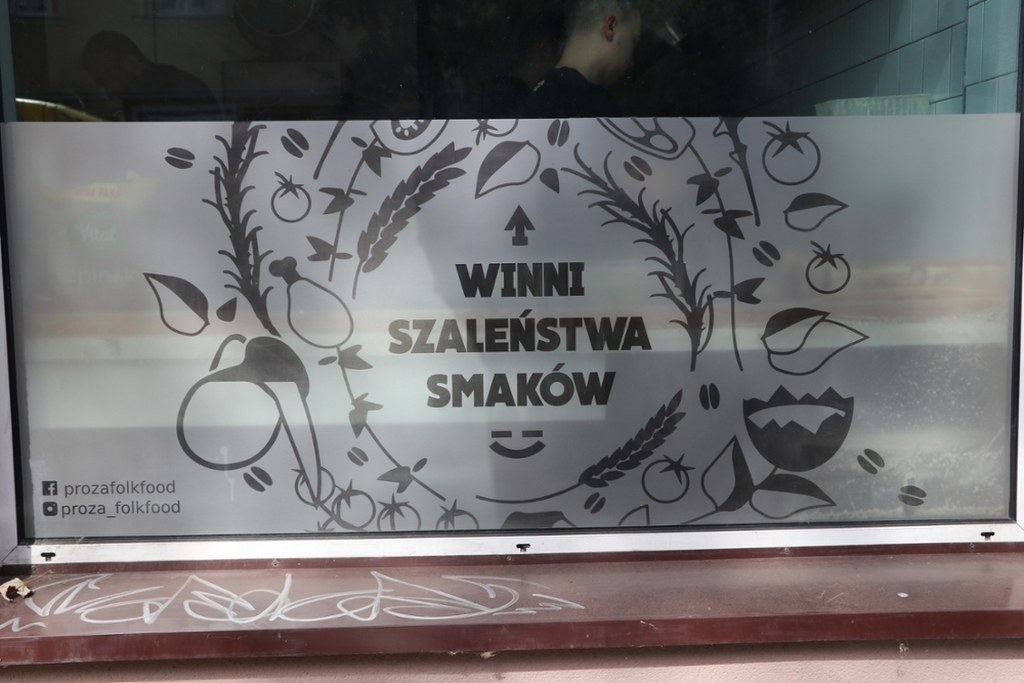 WINNI
SZALEŃSTWA
SMAKÓW
prozafolkfood
proza_folkfood